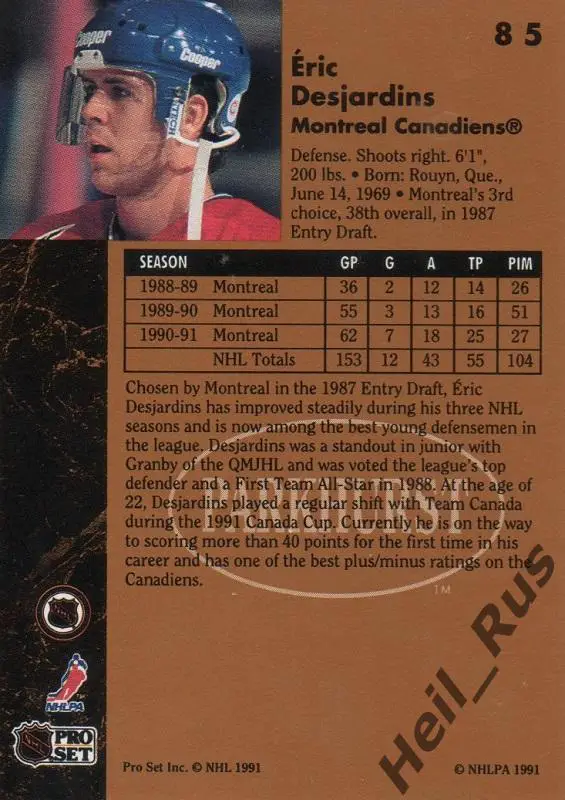 85
Cooper
Cooper
Éric
Desjardins
Montreal Canadiens®
Defense. Shoots right. 6'1",
200 lbs. • Born: Rouyn, Que.,
June 14, 1969 • Montreal's 3rd
choice, 38th overall, in 1987
Entry Draft.
SEASON GP G A TP PIM
1988-89 Montreal 36 2 12 14 26
1989-90 Montreal 55 3 13 16 51
1990-91 Montreal 62 7 18 25 27
NHL Totals 153 12 43 55 104
Chosen by Montreal in the 1987 Entry Draft, Éric
Desjardins has improved steadily during his three NHL
seasons and is now among the best young defensemen in
the league. Desjardins was a standout in junior with
Granby of the QMJHL and was voted the league's top
defender and a First Team All-Star in 1988. At the age of
22, Desjardins played a regular shift with Team Canada
during the 1991 Canada Cup. Currently he is on the way
to scoring more than 40 points for the first time in his
career and has one of the best plus/minus ratings on the
Canadiens.
PARKHURST
TM
NHL
NHLPA
PRO
SET
Pro Set Inc. © NHL 1991
© NHLPA 1991
Heil_Rus